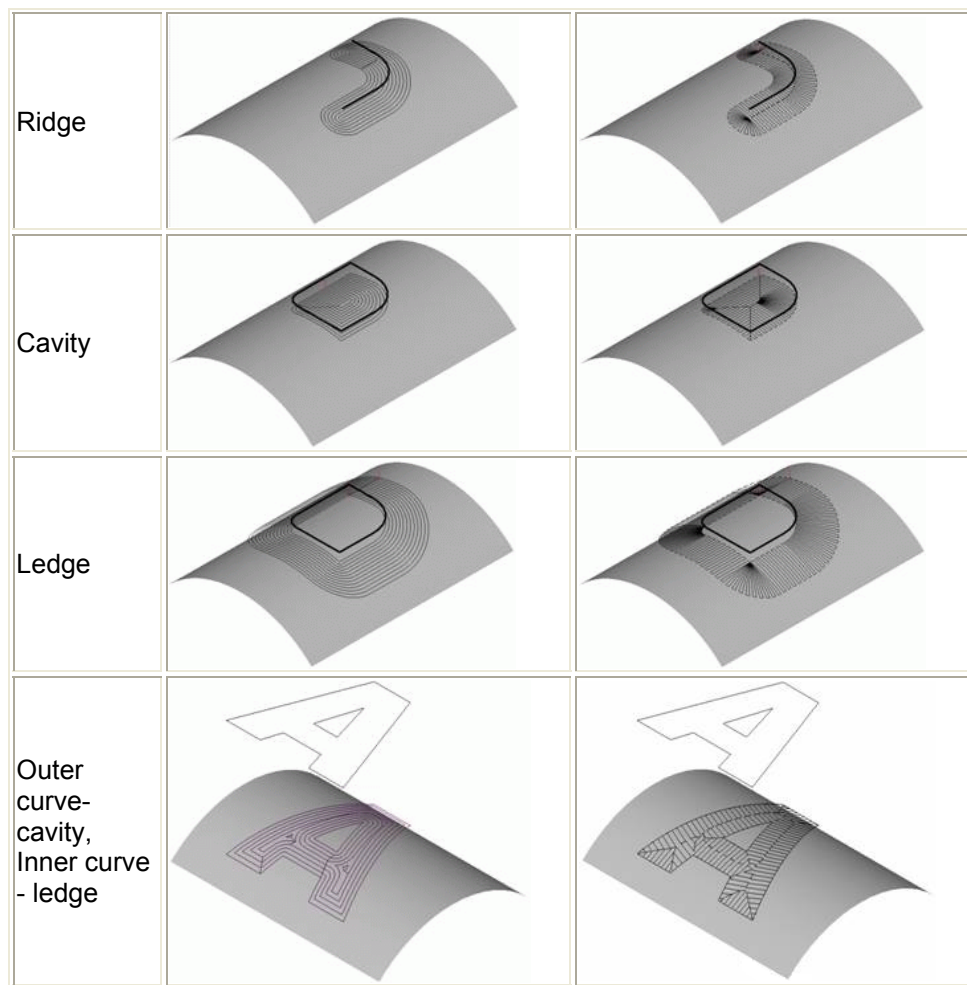 Ridge
Cavity
Ledge
Outer
curve-
cavity,
Inner curve
- ledge